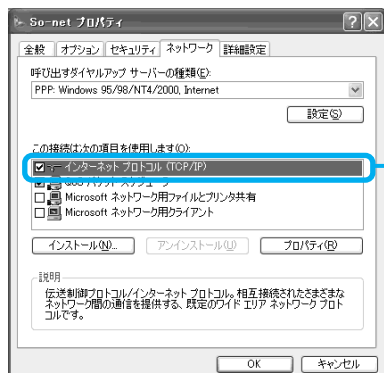 So-net プロパティ
全般 オプション セキュリティ ネットワーク 詳細設定
呼び出すダイヤルアップ サーバーの種類(E):
PPP: Windows 95/98/NT4/2000, Internet
設定(S)
この接続は次の項目を使用します(O):
インターネット プロトコル (TCP/IP)
QoS パケット スケジューラ
Microsoft ネットワーク用ファイルとプリンタ共有
Microsoft ネットワーク用クライアント
インストール(N)... アンインストール(U) プロパティ(R)
説明
伝送制御プロトコル/インターネット プロトコル。相互接続されたさまざまな
ネットワーク間の通信を提供する、既定のワイド エリア ネットワーク プロト
コルです。
OK キャンセル